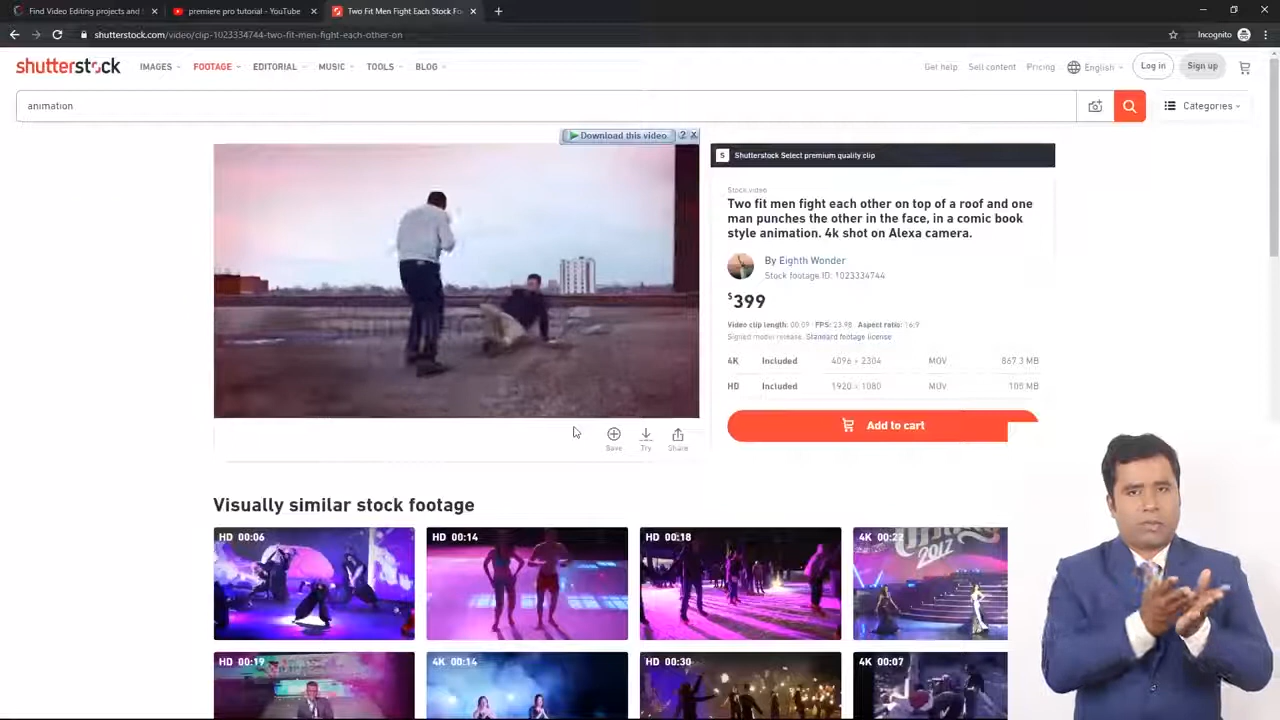 Find Video Editing projects and
premiere pro tutorial - YouTube
Two Fit Men Fight Each Stock Fo
shutterstock.com/video/clip-1023334744-two-fit-men-fight-each-other-on
Incognito
shutterstock
IMAGES
FOOTAGE
EDITORIAL
MUSIC
TOOLS
BLOG
Get help
Sell content
Pricing
English
Log in
Sign up
animation
Categories
Download this video
? X
S Shutterstock Select premium quality clip
Stock video
Two fit men fight each other on top of a roof and one
man punches the other in the face, in a comic book
style animation. 4k shot on Alexa camera.
By Eighth Wonder
Stock footage ID: 1023334744
$399
Video clip length: 00:09 · FPS: 23.98 · Aspect ratio: 16:9
Signed model release. Standard footage license
4K Included 4096 × 2304 MOV 867.3 MB
HD Included 1920 × 1080 MOV 105 MB
Add to cart
Save
Try
Share
Visually similar stock footage
HD 00:06
HD 00:14
HD 00:18
4K 00:22
2017
HD 00:19
4K 00:14
HD 00:30
4K 00:07